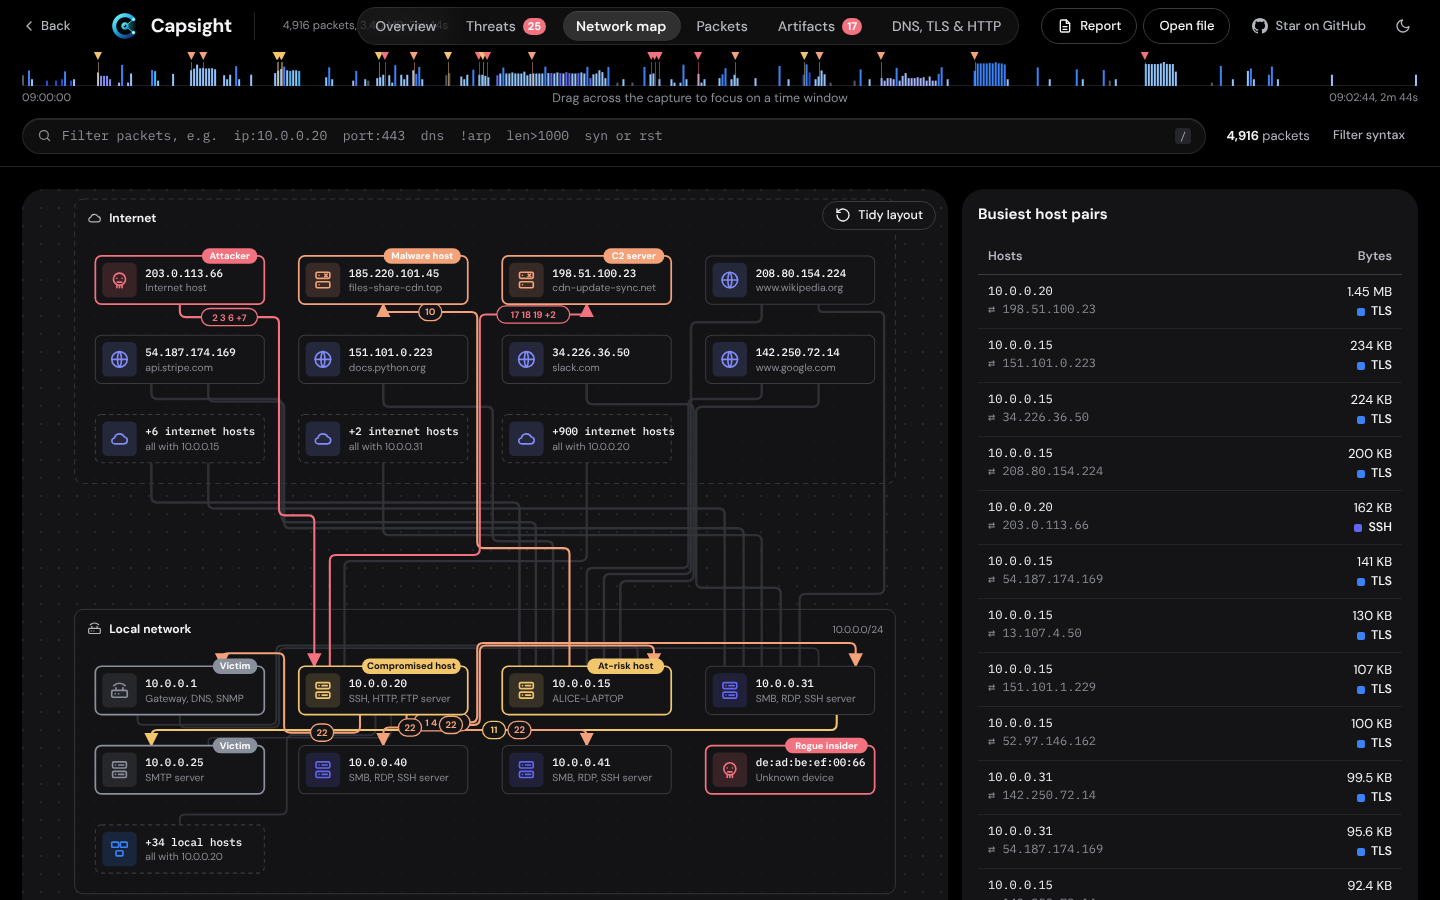 Back
Capsight
4,916 packets,
Overview
Threats 25
Network map
Packets
Artifacts 17
DNS, TLS & HTTP
Report
Open file
Star on GitHub
09:00:00
Drag across the capture to focus on a time window
09:02:44, 2m 44s
Filter packets, e.g. ip:10.0.0.20 port:443 dns !arp len>1000 syn or rst
/
4,916 packets
Filter syntax
Internet
Tidy layout
Attacker
203.0.113.66
Internet host
Malware host
185.220.101.45
files-share-cdn.top
C2 server
198.51.100.23
cdn-update-sync.net
208.80.154.224
www.wikipedia.org
2 3 6 +7
10
17 18 19 +2
54.187.174.169
api.stripe.com
151.101.0.223
docs.python.org
34.226.36.50
slack.com
142.250.72.14
www.google.com
+6 internet hosts
all with 10.0.0.15
+2 internet hosts
all with 10.0.0.31
+900 internet hosts
all with 10.0.0.20
Local network
10.0.0.0/24
Victim
10.0.0.1
Gateway, DNS, SNMP
Compromised host
10.0.0.20
SSH, HTTP, FTP server
At-risk host
10.0.0.15
ALICE-LAPTOP
10.0.0.31
SMB, RDP, SSH server
22
22
1 4
22
11
22
Victim
10.0.0.25
SMTP server
10.0.0.40
SMB, RDP, SSH server
10.0.0.41
SMB, RDP, SSH server
Rogue insider
de:ad:be:ef:00:66
Unknown device
+34 local hosts
all with 10.0.0.20
Busiest host pairs
Hosts
Bytes
10.0.0.20
1.45 MB
⇄ 198.51.100.23
TLS
10.0.0.15
234 KB
⇄ 151.101.0.223
TLS
10.0.0.15
224 KB
⇄ 34.226.36.50
TLS
10.0.0.15
200 KB
⇄ 208.80.154.224
TLS
10.0.0.20
162 KB
⇄ 203.0.113.66
SSH
10.0.0.15
141 KB
⇄ 54.187.174.169
TLS
10.0.0.15
130 KB
⇄ 13.107.4.50
TLS
10.0.0.15
107 KB
⇄ 151.101.1.229
TLS
10.0.0.15
100 KB
⇄ 52.97.146.162
TLS
10.0.0.31
99.5 KB
⇄ 142.250.72.14
TLS
10.0.0.31
95.6 KB
⇄ 54.187.174.169
TLS
10.0.0.15
92.4 KB